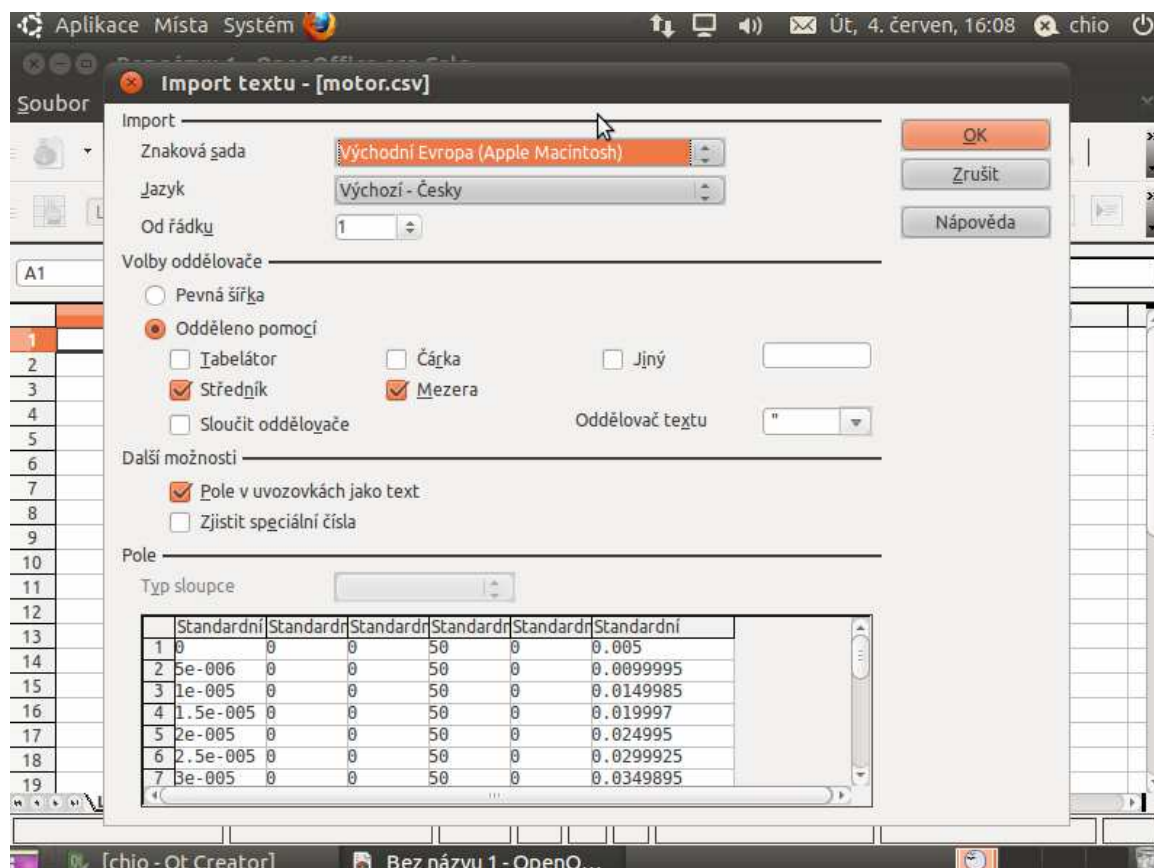 Aplikace Místa Systém Út, 4. červen, 16:08 chio
Soubor
Import textu - [motor.csv]
Import
Znaková sada Východní Evropa (Apple Macintosh)
Jazyk Výchozí - Česky
Od řádku 1
OK
Zrušit
Nápověda
A1
Volby oddělovače
Pevná šířka
Odděleno pomocí
Tabelátor Čárka Jiný
Středník Mezera
Sloučit oddělovače Oddělovač textu "
Další možnosti
Pole v uvozovkách jako text
Zjistit speciální čísla
Pole
Typ sloupce
Standardní Standardr Standardr Standardr Standardr Standardní
1 0 0 0 50 0 0.005
2 5e-006 0 0 50 0 0.0099995
3 1e-005 0 0 50 0 0.0149985
4 1.5e-005 0 0 50 0 0.019997
5 2e-005 0 0 50 0 0.024995
6 2.5e-005 0 0 50 0 0.0299925
7 3e-005 0 0 50 0 0.0349895
1
2
3
4
5
6
7
8
9
10
11
12
13
14
15
16
17
18
19
[chio - Qt Creator] Bez názvu 1 - OpenO...